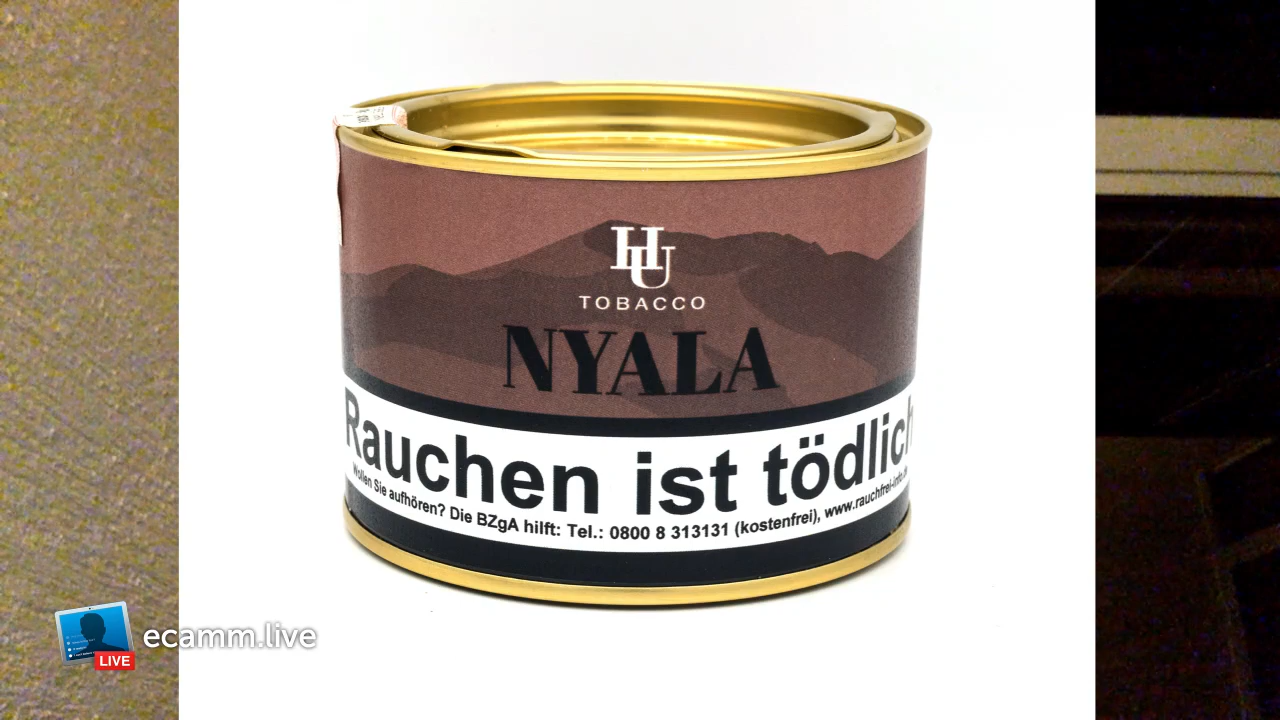 HU
TOBACCO
NYALA
Rauchen ist tödlich
Wollen Sie aufhören? Die BZgA hilft: Tel.: 0800 8 313131 (kostenfrei), www.rauchfrei-info.de
ecamm.live
LIVE